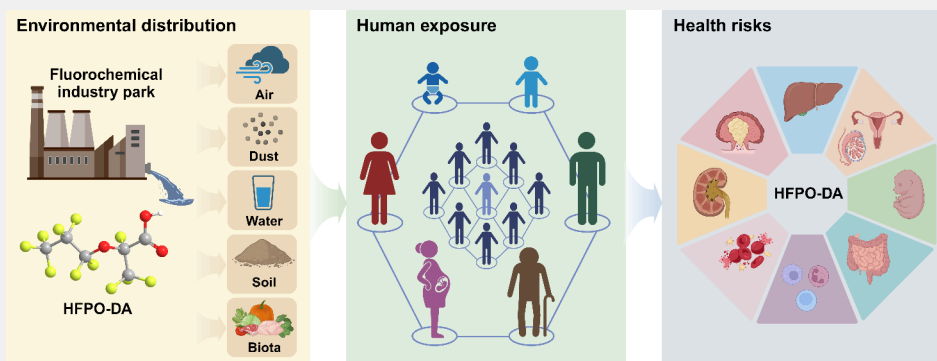 Environmental distribution
Human exposure
Health risks
Fluorochemical
industry park
Air
Dust
Water
Soil
Biota
HFPO-DA
HFPO-DA